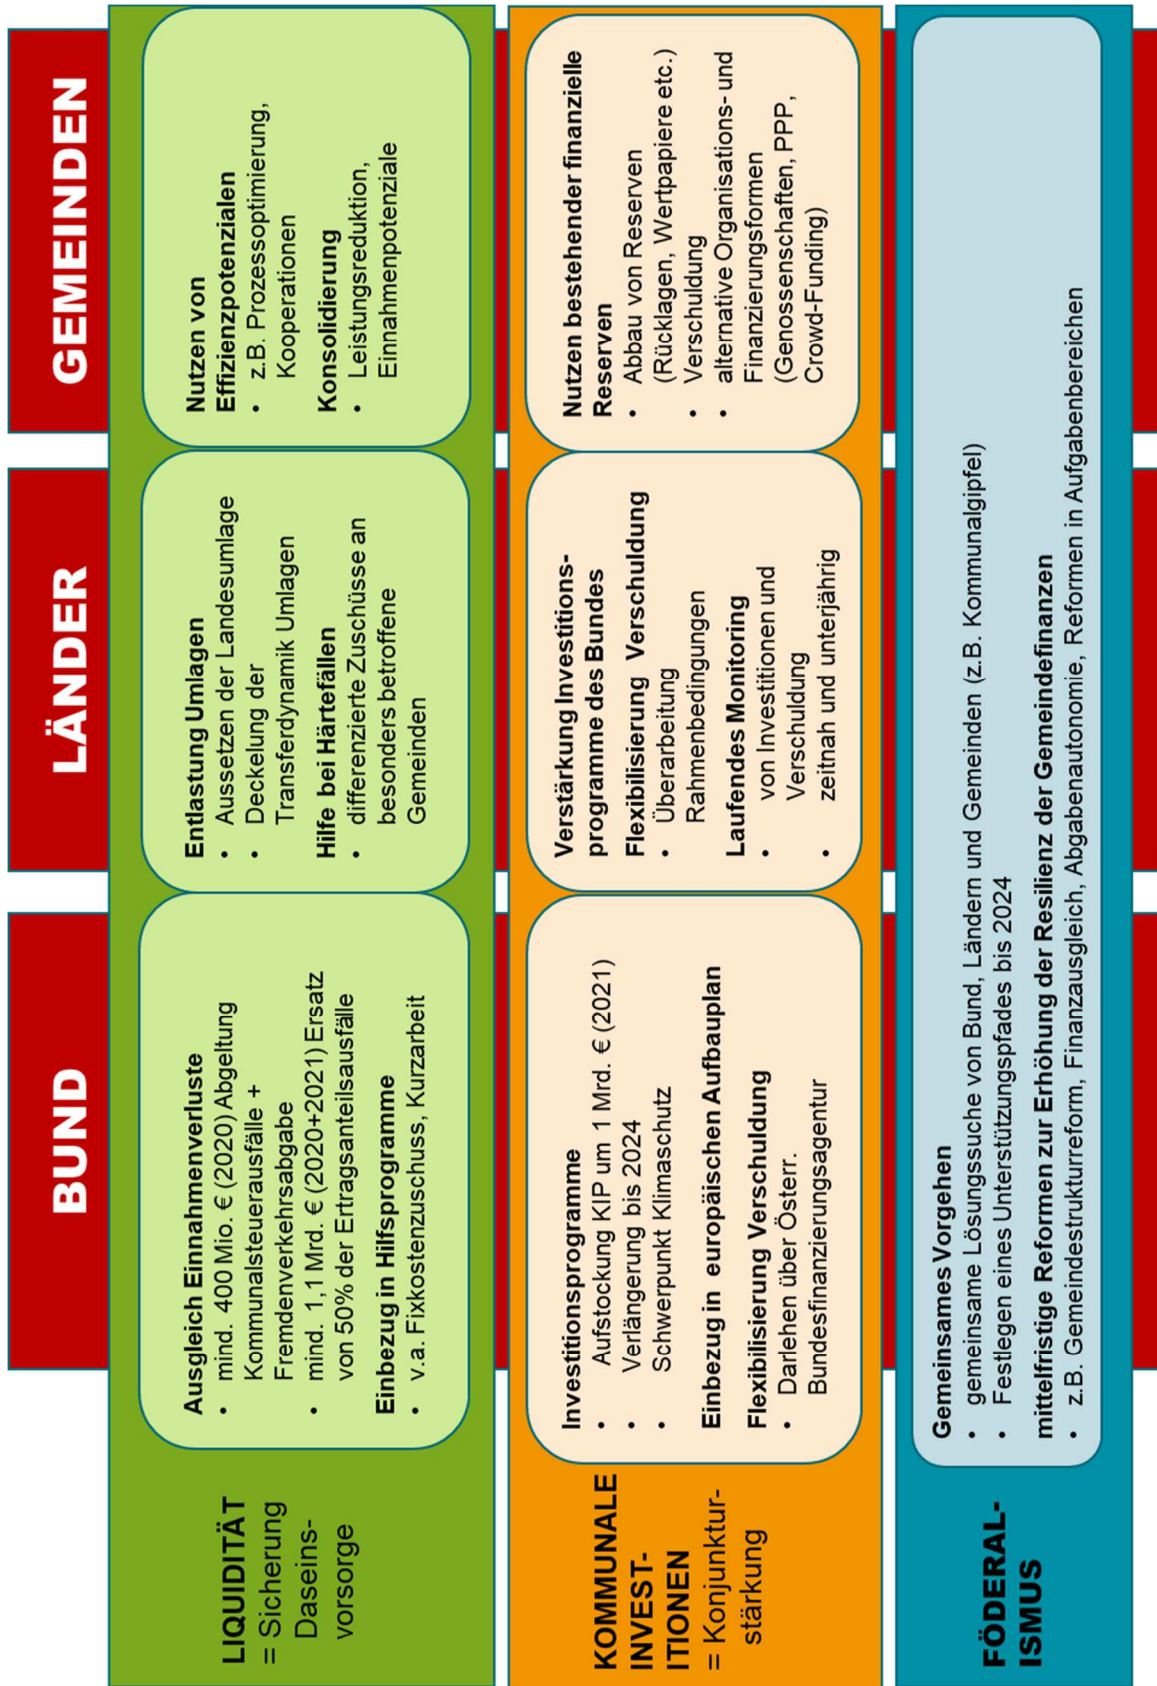 BUND
LÄNDER
GEMEINDEN
LIQUIDITÄT
= Sicherung
Daseins-
vorsorge
Ausgleich Einnahmenverluste
• mind. 400 Mio. € (2020) Abgeltung
Kommunalsteuerausfälle +
Fremdenverkehrsabgabe
• mind. 1,1 Mrd. € (2020+2021) Ersatz
von 50% der Ertragsanteilsausfälle
Einbezug in Hilfsprogramme
• v.a. Fixkostenzuschuss, Kurzarbeit
Entlastung Umlagen
• Aussetzen der Landesumlage
• Deckelung der
Transferdynamik Umlagen
Hilfe bei Härtefällen
• differenzierte Zuschüsse an
besonders betroffene
Gemeinden
Nutzen von
Effizienzpotenzialen
• z.B. Prozessoptimierung,
Kooperationen
Konsolidierung
• Leistungsreduktion,
Einnahmenpotenziale
KOMMUNALE
INVEST-
ITIONEN
= Konjunktur-
stärkung
Investitionsprogramme
• Aufstockung KIP um 1 Mrd. € (2021)
• Verlängerung bis 2024
• Schwerpunkt Klimaschutz
Einbezug in europäischen Aufbauplan
Flexibilisierung Verschuldung
• Darlehen über Österr.
Bundesfinanzierungsagentur
Verstärkung Investitions-
programme des Bundes
Flexibilisierung Verschuldung
• Überarbeitung
Rahmenbedingungen
Laufendes Monitoring
• von Investitionen und
Verschuldung
• zeitnah und unterjährig
Nutzen bestehender finanzielle
Reserven
• Abbau von Reserven
(Rücklagen, Wertpapiere etc.)
• Verschuldung
• alternative Organisations- und
Finanzierungsformen
(Genossenschaften, PPP,
Crowd-Funding)
FÖDERAL-
ISMUS
Gemeinsames Vorgehen
• gemeinsame Lösungssuche von Bund, Ländern und Gemeinden (z.B. Kommunalgipfel)
• Festlegen eines Unterstützungspfades bis 2024
mittelfristige Reformen zur Erhöhung der Resilienz der Gemeindefinanzen
• z.B. Gemeindestrukturreform, Finanzausgleich, Abgabenautonomie, Reformen in Aufgabenbereichen